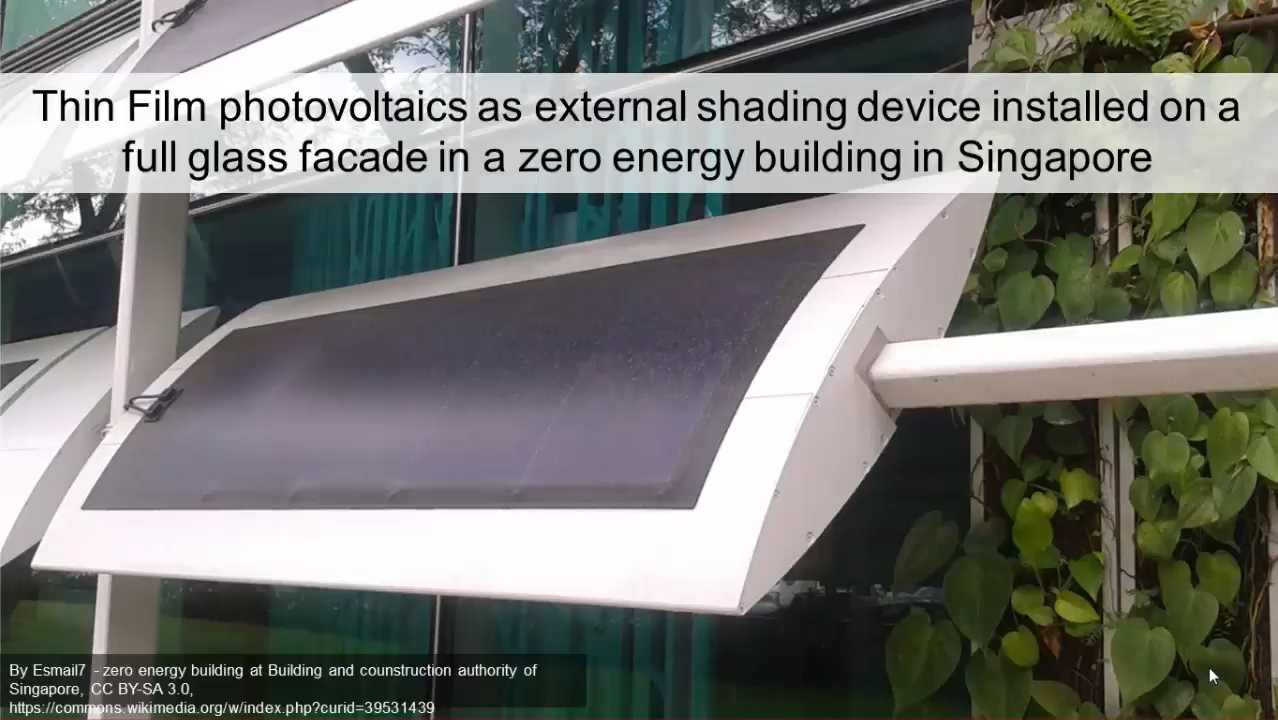 Thin Film photovoltaics as external shading device installed on a
full glass facade in a zero energy building in Singapore
By Esmail7 - zero energy building at Building and counstruction authority of
Singapore, CC BY-SA 3.0,
https://commons.wikimedia.org/w/index.php?curid=39531439